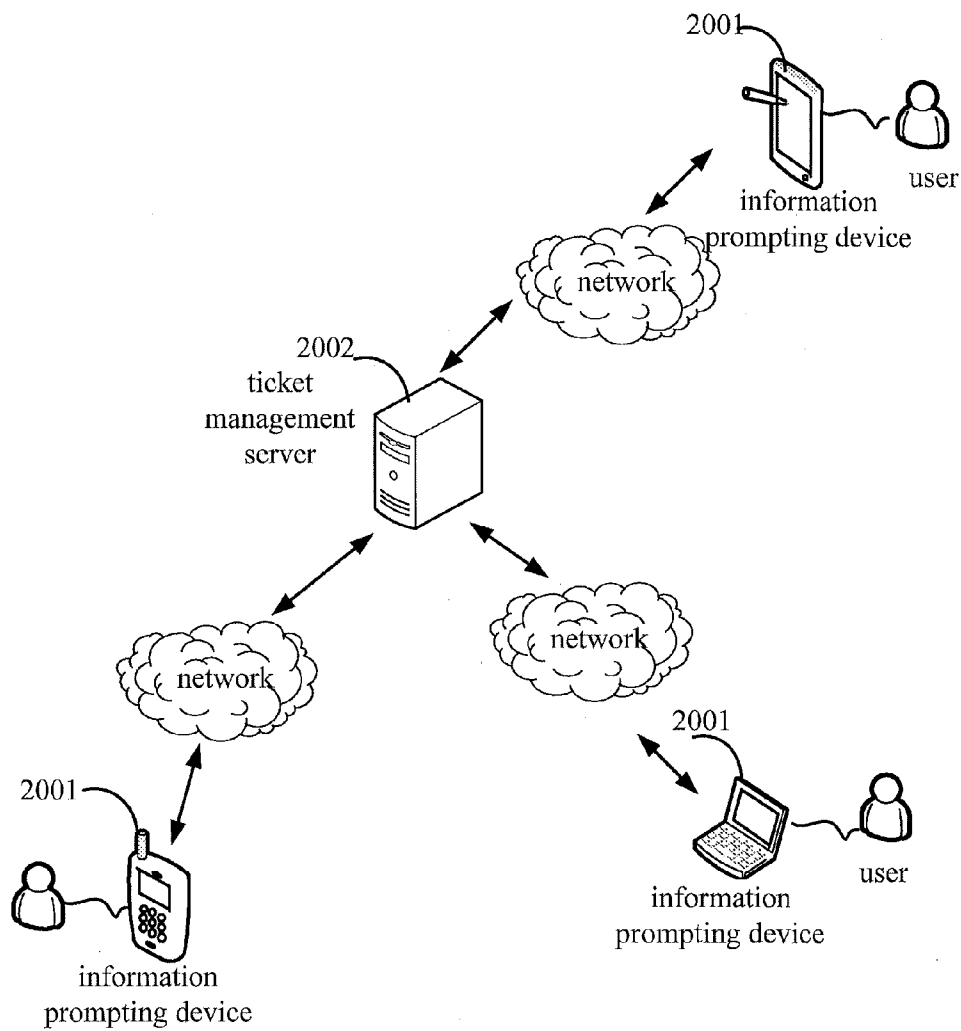 2001
user
information
prompting device
network
2002
ticket
management
server
network
network
2001
2001
user
information
prompting device
information
prompting device